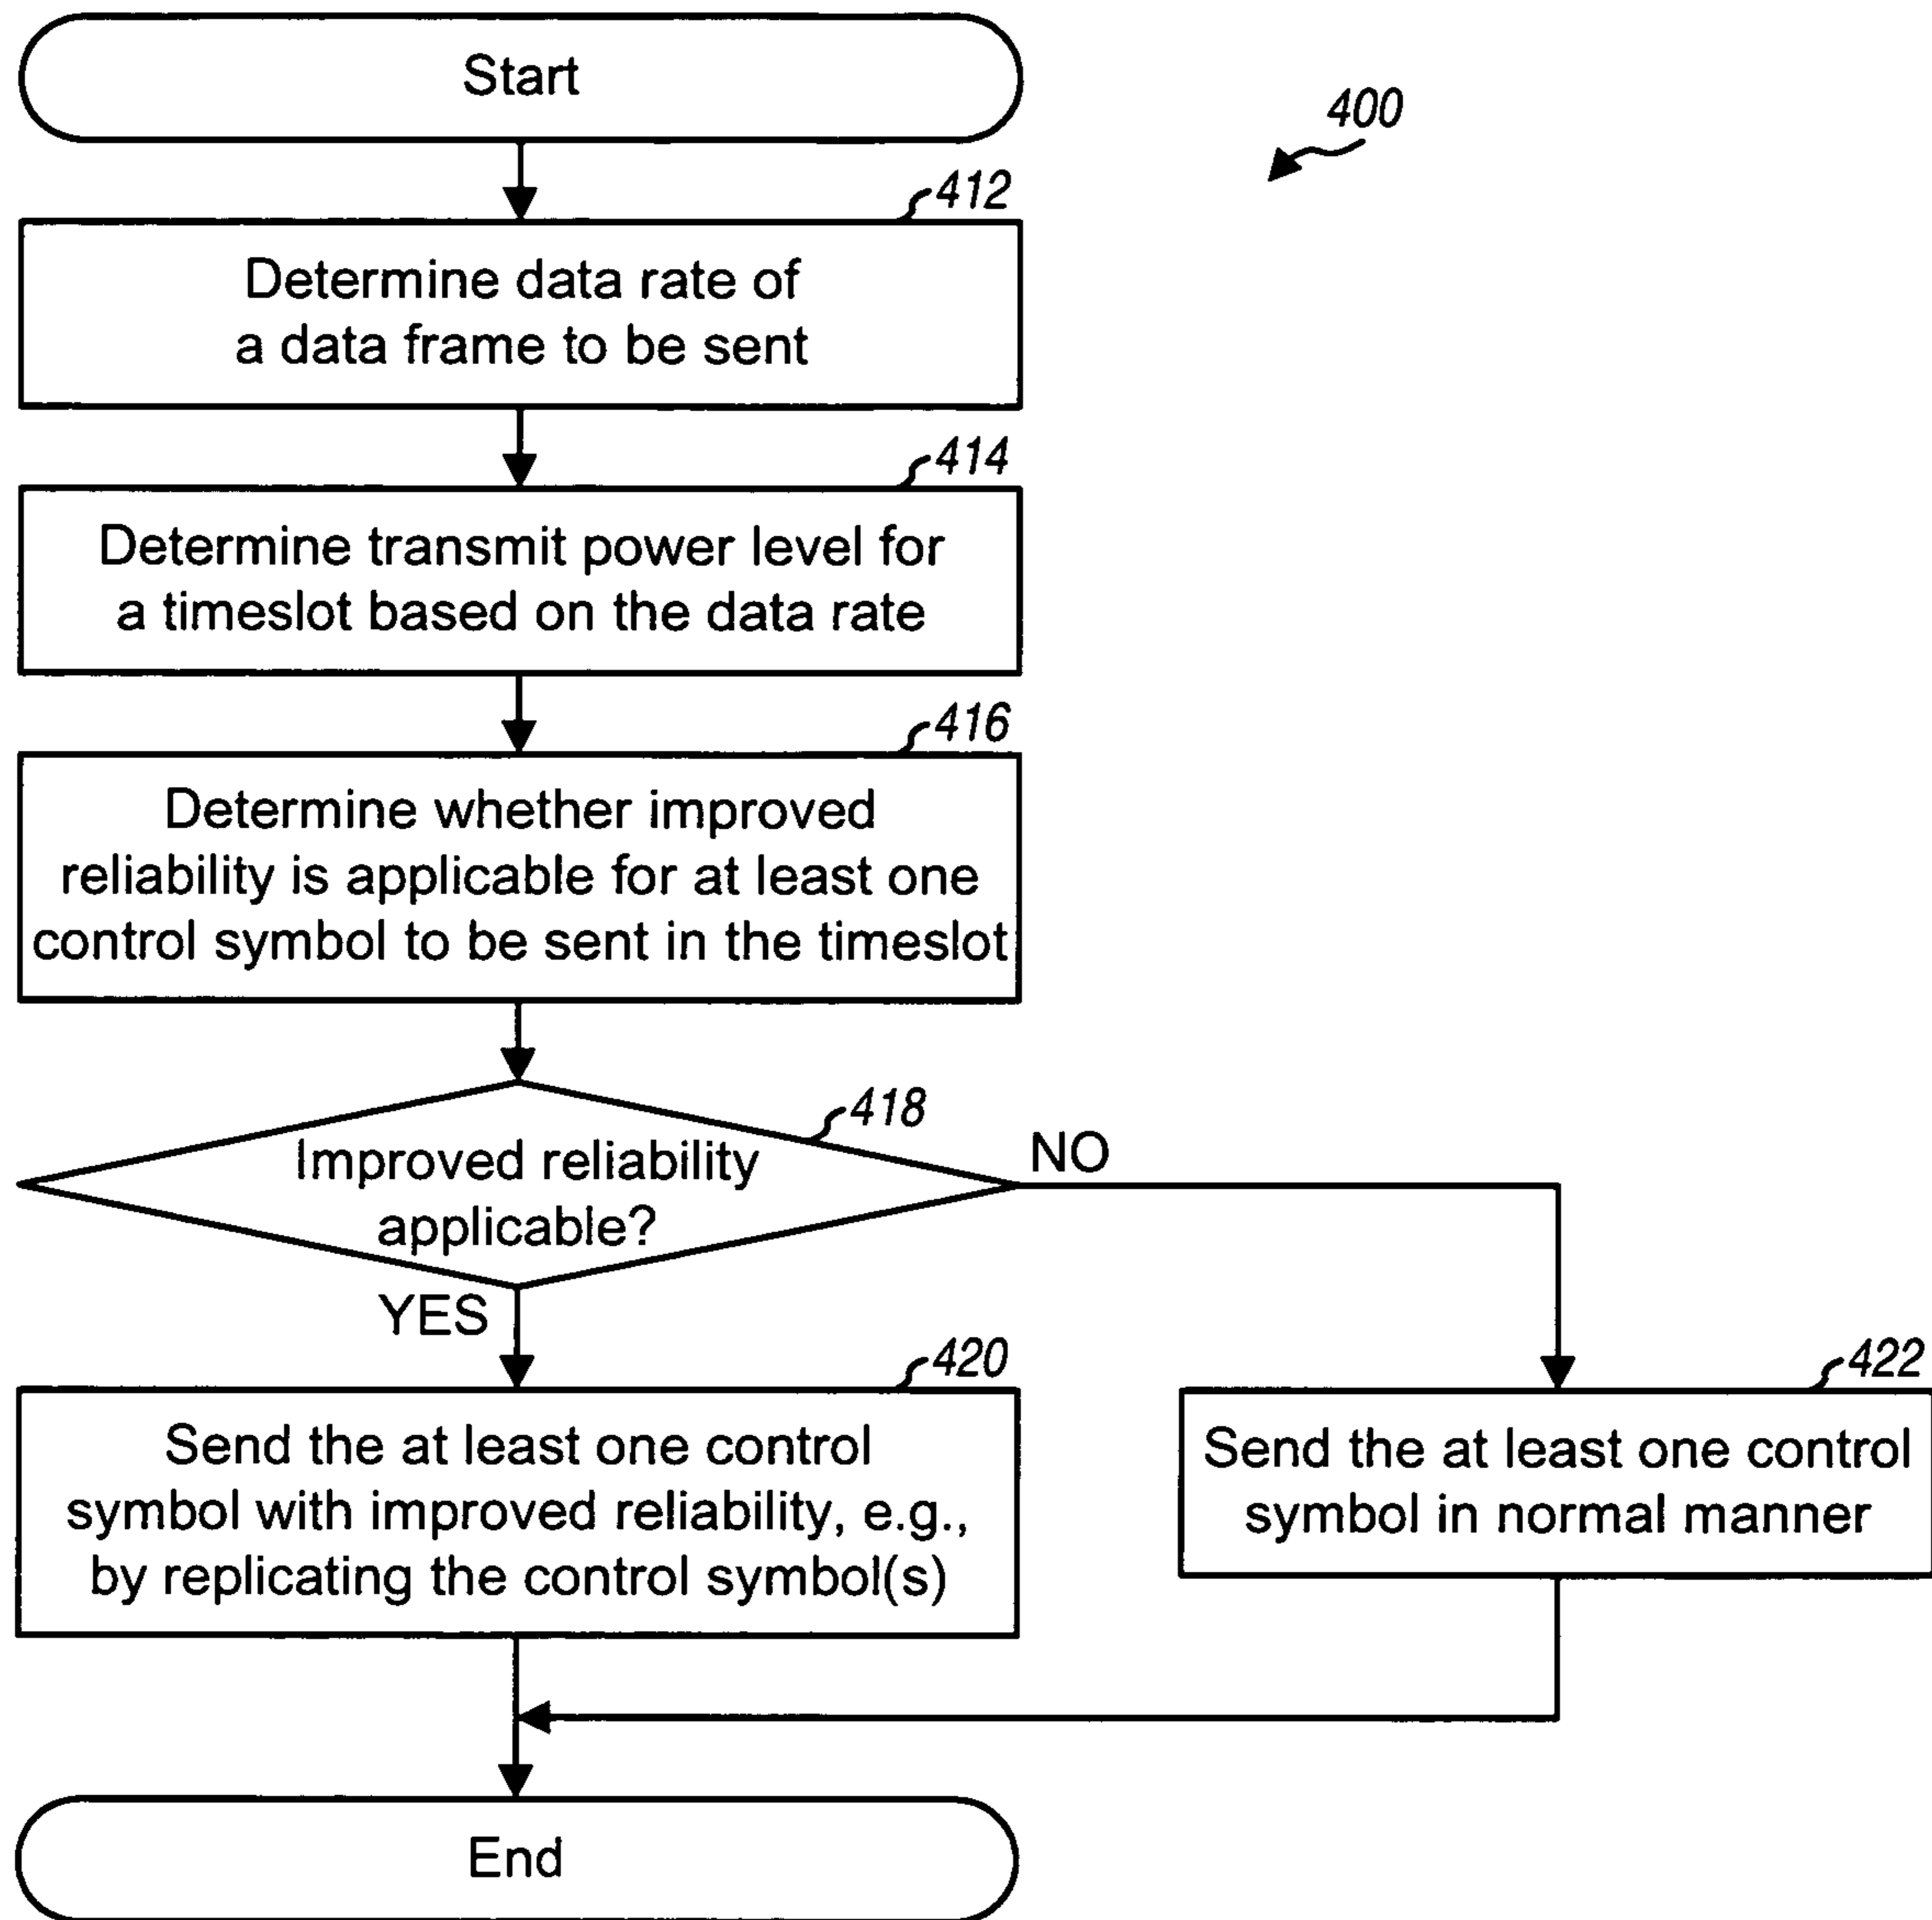 Start
400
412
Determine data rate of
a data frame to be sent
414
Determine transmit power level for
a timeslot based on the data rate
416
Determine whether improved
reliability is applicable for at least one
control symbol to be sent in the timeslot
418
Improved reliability
applicable?
NO
YES
420
Send the at least one control
symbol with improved reliability, e.g.,
by replicating the control symbol(s)
422
Send the at least one control
symbol in normal manner
End